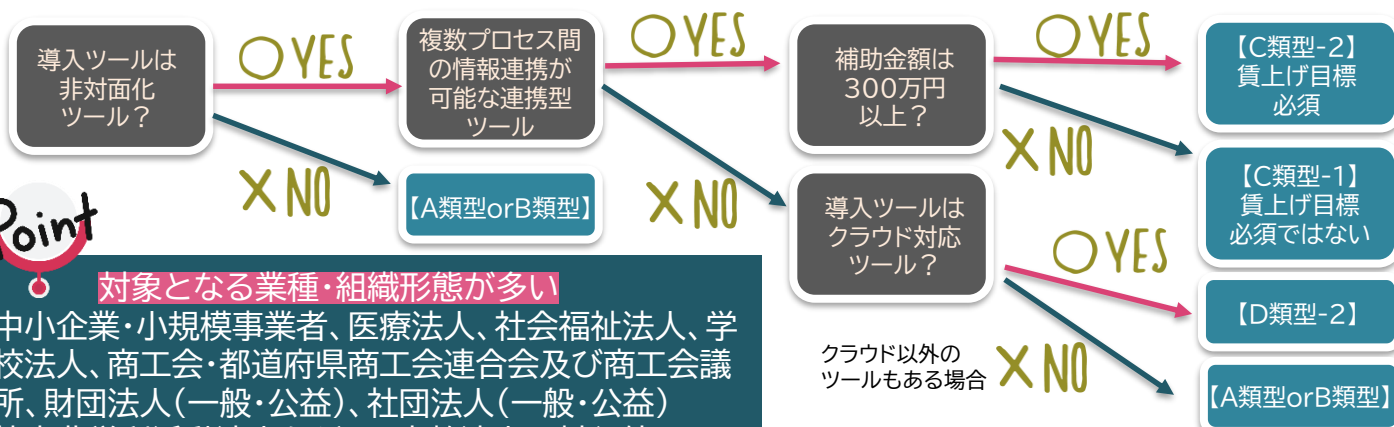 導入ツールは
非対面化
ツール？
○YES
×NO
複数プロセス間
の情報連携が
可能な連携型
ツール
【A類型orB類型】
○YES
×NO
補助金額は
300万円
以上？
○YES
×NO
【C類型-2】
賃上げ目標
必須
【C類型-1】
賃上げ目標
必須ではない
導入ツールは
クラウド対応
ツール？
○YES
クラウド以外の
ツールもある場合
×NO
【D類型-2】
【A類型orB類型】
Point
対象となる業種・組織形態が多い
中小企業・小規模事業者、医療法人、社会福祉法人、学
校法人、商工会・都道府県商工会連合会及び商工会議
所、財団法人（一般・公益）、社団法人（一般・公益）